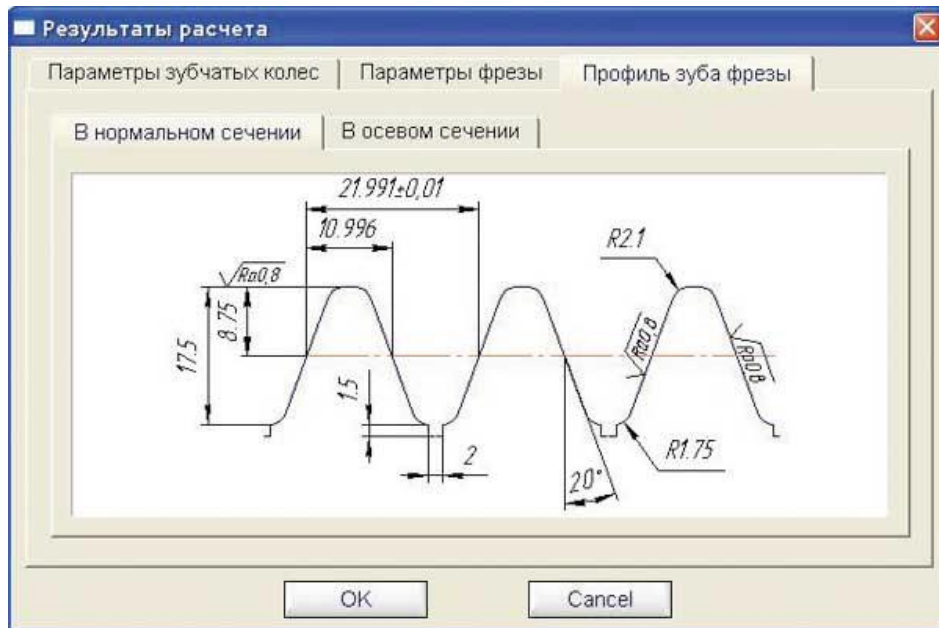 Результаты расчета
Параметры зубчатых колес
Параметры фрезы
Профиль зуба фрезы
В нормальном сечении
В осевом сечении
21.991±0,01
10.996
R2.1
Ra0,8
8.75
17.5
Ra0,8
Ra0,8
1.5
2
20°
R1.75
OK
Cancel